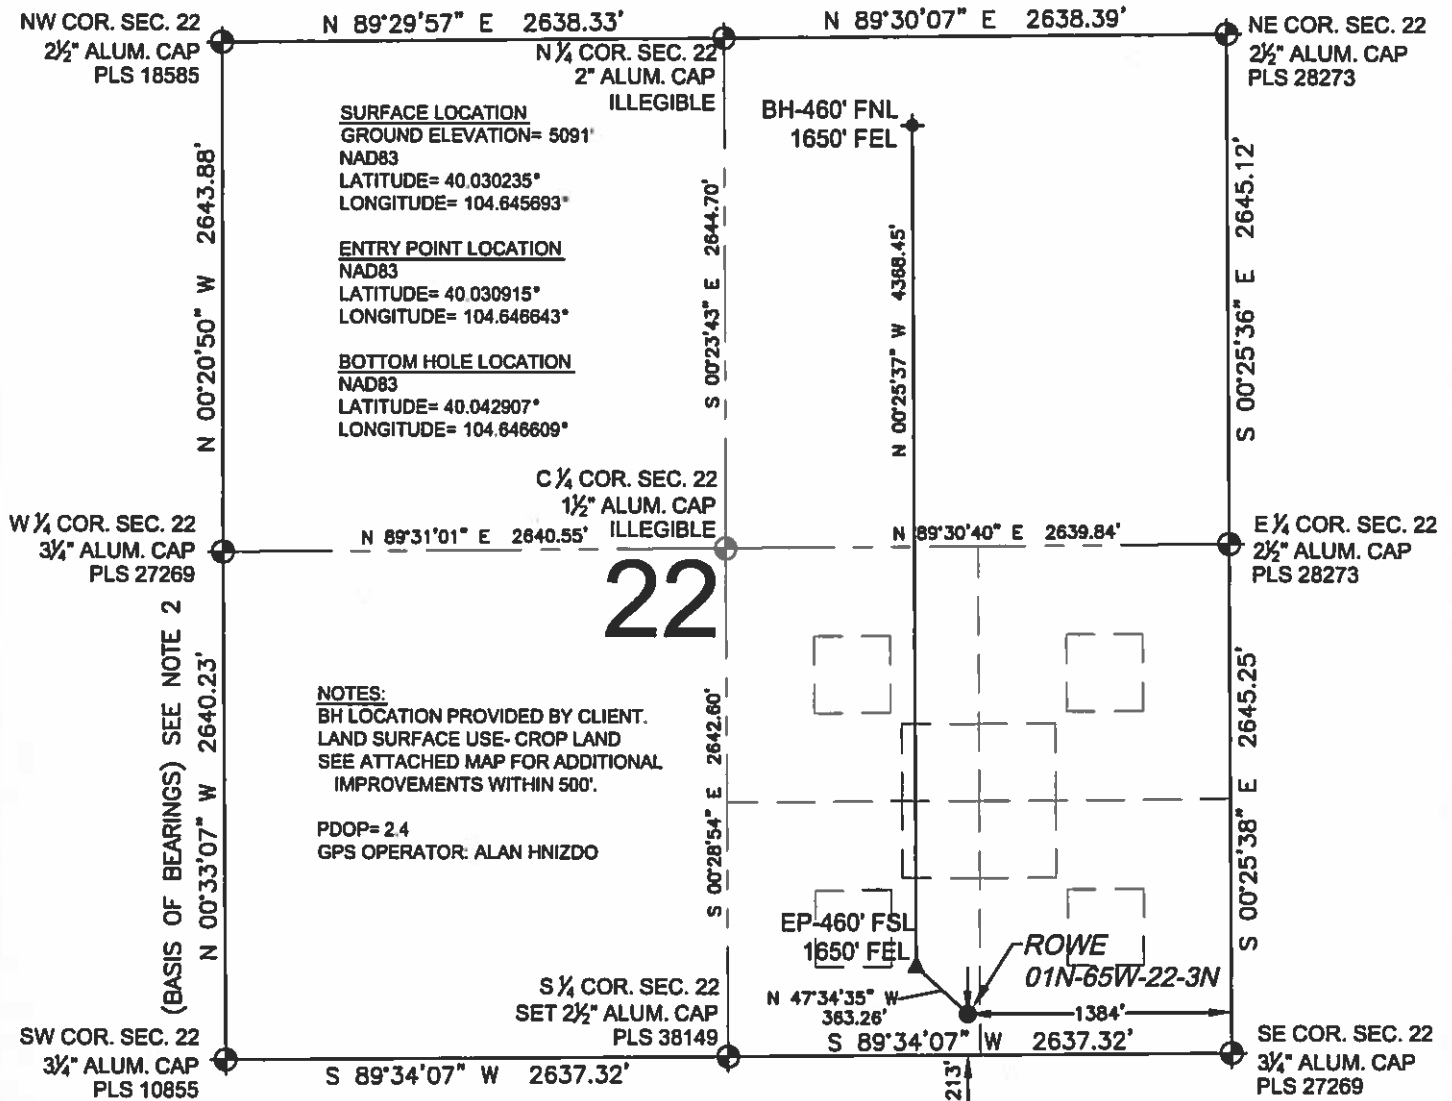 NW COR. SEC. 22
2½" ALUM. CAP
PLS 18585
N 89°29'57" E 2638.33'
N ¼ COR. SEC. 22
2" ALUM. CAP
ILLEGIBLE
N 89°30'07" E 2638.39'
NE COR. SEC. 22
2½" ALUM. CAP
PLS 28273
SURFACE LOCATION
GROUND ELEVATION= 5091'
NAD83
LATITUDE= 40.030235°
LONGITUDE= 104.645693°
ENTRY POINT LOCATION
NAD83
LATITUDE= 40.030915°
LONGITUDE= 104.646643°
BOTTOM HOLE LOCATION
NAD83
LATITUDE= 40.042907°
LONGITUDE= 104.646609°
BH-460' FNL
1650' FEL
N 00°20'50" W 2643.88'
S 00°23'43" E 2644.70'
N 00°25'37" W 4368.45'
S 00°25'36" E 2645.12'
C ¼ COR. SEC. 22
1½" ALUM. CAP
ILLEGIBLE
W ¼ COR. SEC. 22
3¼" ALUM. CAP
PLS 27269
N 89°31'01" E 2640.55'
N 89°30'40" E 2639.84'
E ¼ COR. SEC. 22
2½" ALUM. CAP
PLS 28273
22
(BASIS OF BEARINGS) SEE NOTE 2
N 00°33'07" W 2640.23'
NOTES:
BH LOCATION PROVIDED BY CLIENT.
LAND SURFACE USE- CROP LAND
SEE ATTACHED MAP FOR ADDITIONAL
IMPROVEMENTS WITHIN 500'.
PDOP= 2.4
GPS OPERATOR: ALAN HNIZDO
S 00°28'54" E 2642.60'
S 00°25'38" E 2645.25'
EP-460' FSL
1650' FEL
ROWE
01N-65W-22-3N
N 47°34'35" W
363.26'
1384'
S ¼ COR. SEC. 22
SET 2½" ALUM. CAP
PLS 38149
S 89°34'07" W 2637.32'
SW COR. SEC. 22
3¼" ALUM. CAP
PLS 10855
S 89°34'07" W 2637.32'
213'
SE COR. SEC. 22
3¼" ALUM. CAP
PLS 27269